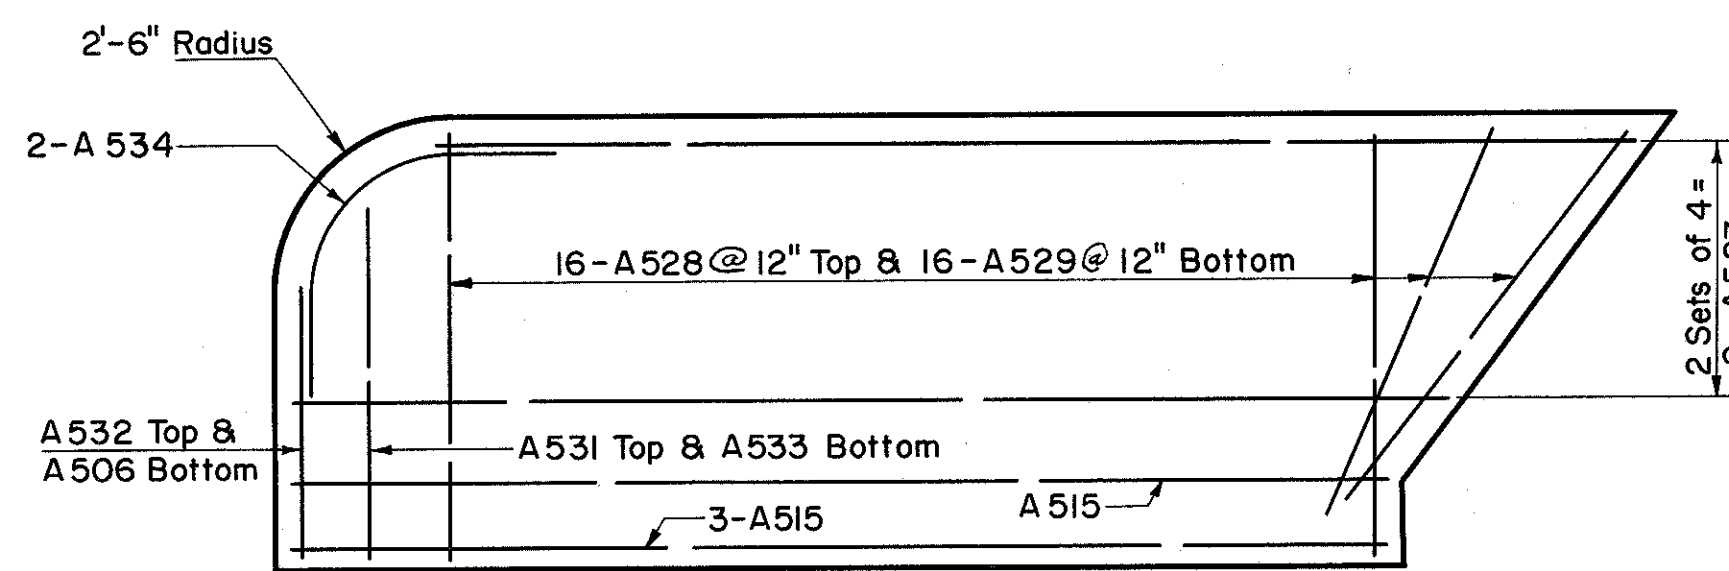 2'-6" Radius
2-A 534
16-A528 @ 12" Top & 16-A529 @ 12" Bottom
2 Sets of 4 =
A532 Top &
A506 Bottom
A531 Top & A533 Bottom
A515
3-A515